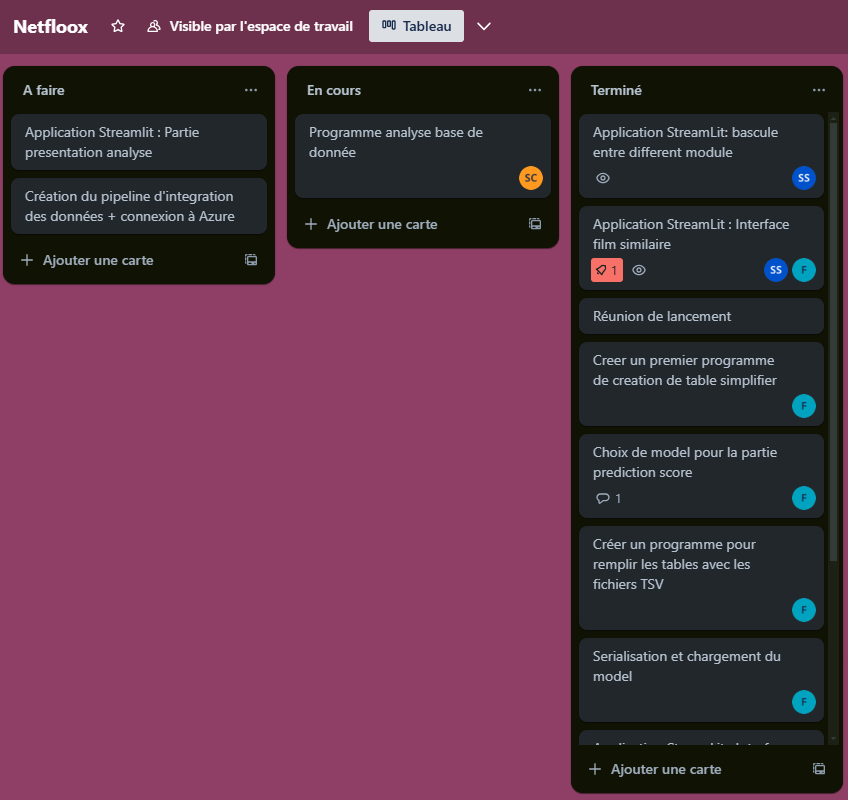 Netfloox
Visible par l'espace de travail
Tableau
A faire
Application Streamlit : Partie
presentation analyse
Création du pipeline d'integration
des données + connexion à Azure
Ajouter une carte
En cours
Programme analyse base de
donnée
SC
Ajouter une carte
Terminé
Application StreamLit: bascule
entre different module
SS
Application StreamLit : Interface
film similaire
1
SS
F
Réunion de lancement
Creer un premier programme
de creation de table simplifier
F
Choix de model pour la partie
prediction score
1
F
Créer un programme pour
remplir les tables avec les
fichiers TSV
F
Serialisation et chargement du
model
F
Ajouter une carte